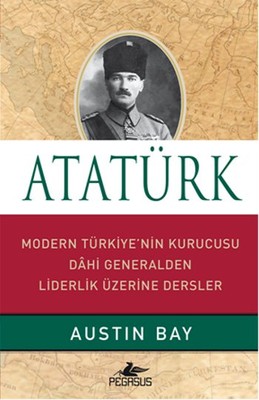 ATATÜRK
MODERN TÜRKİYE'NİN KURUCUSU
DÂHİ GENERALDEN
LİDERLİK ÜZERİNE DERSLER
AUSTIN BAY
PEGASUS